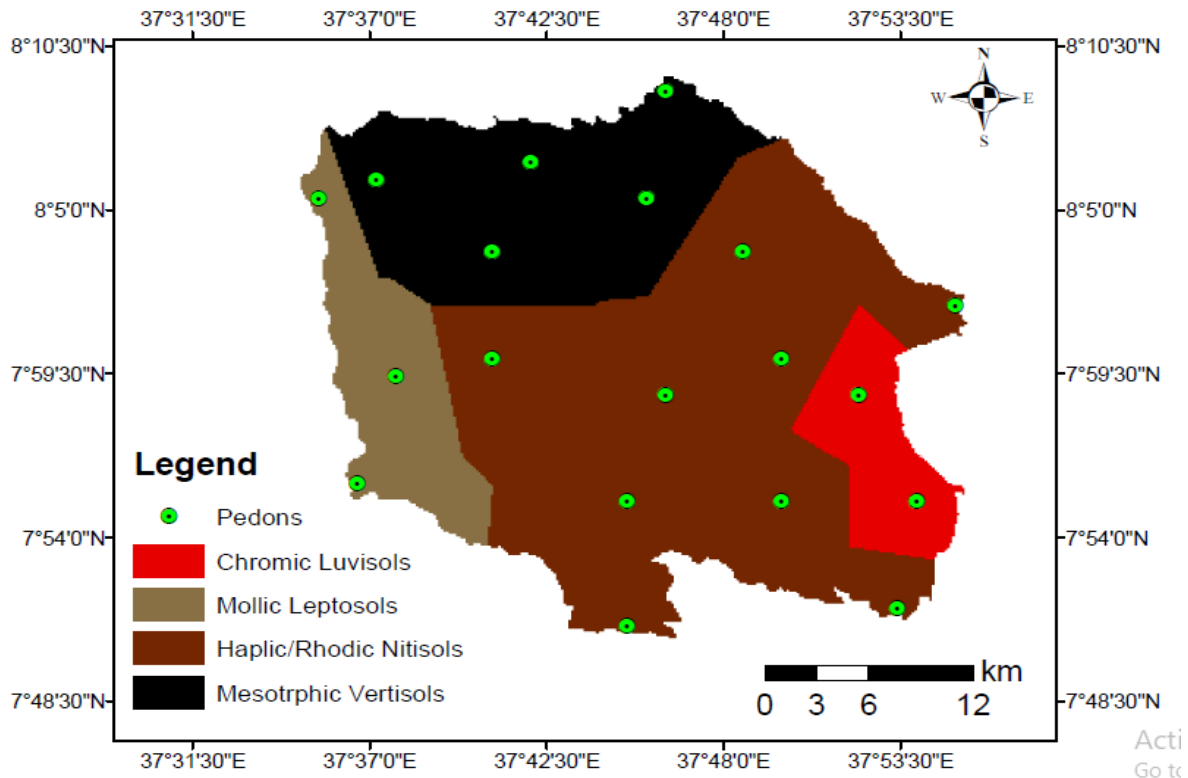 37°31'30"E 37°37'0"E 37°42'30"E 37°48'0"E 37°53'30"E
8°10'30"N 8°10'30"N
N
W E
S
8°5'0"N 8°5'0"N
7°59'30"N 7°59'30"N
Legend
Pedons
7°54'0"N 7°54'0"N
Chromic Luvisols
Mollic Leptosols
Haplic/Rhodic Nitisols
km
Mesotrphic Vertisols
0 3 6 12
7°48'30"N 7°48'30"N
37°31'30"E 37°37'0"E 37°42'30"E 37°48'0"E 37°53'30"E
Acti
Go to